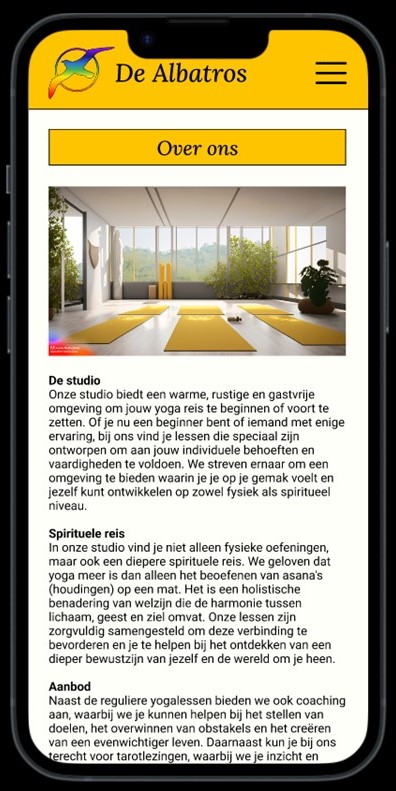 De Albatros
Over ons
De studio
Onze studio biedt een warme, rustige en gastvrije
omgeving om jouw yoga reis te beginnen of voort te
zetten. Of je nu een beginner bent of iemand met enige
ervaring, bij ons vind je lessen die speciaal zijn
ontworpen om aan jouw individuele behoeften en
vaardigheden te voldoen. We streven ernaar om een
omgeving te bieden waarin je je op je gemak voelt en
jezelf kunt ontwikkelen op zowel fysiek als spiritueel
niveau.
Spirituele reis
In onze studio vind je niet alleen fysieke oefeningen,
maar ook een diepere spirituele reis. We geloven dat
yoga meer is dan alleen het beoefenen van asana's
(houdingen) op een mat. Het is een holistische
benadering van welzijn die de harmonie tussen
lichaam, geest en ziel omvat. Onze lessen zijn
zorgvuldig samengesteld om deze verbinding te
bevorderen en je te helpen bij het ontdekken van een
dieper bewustzijn van jezelf en de wereld om je heen.
Aanbod
Naast de reguliere yogalessen bieden we ook coaching
aan, waarbij we je kunnen helpen bij het stellen van
doelen, het overwinnen van obstakels en het creëren
van een evenwichtiger leven. Daarnaast kun je bij ons
terecht voor tarotlezingen, waarbij we je inzicht en